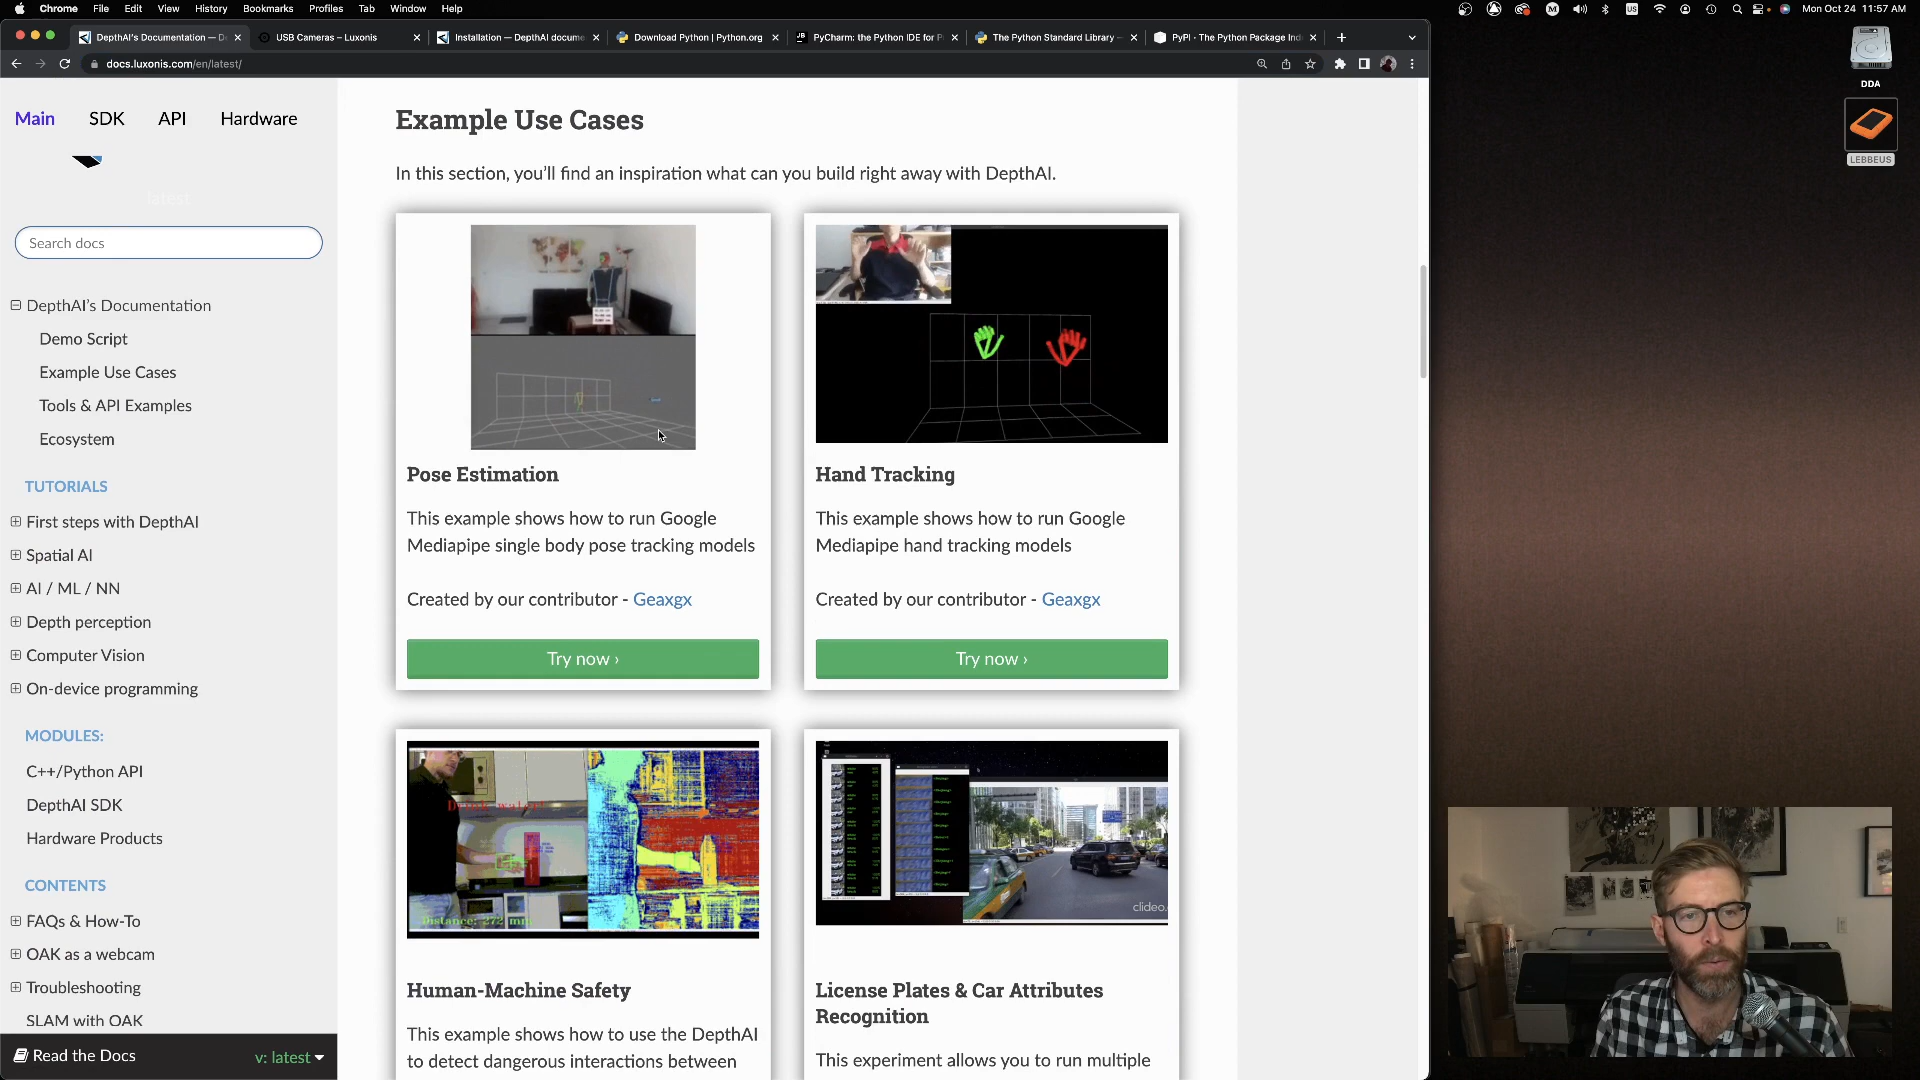 Chrome File Edit View History Bookmarks Profiles Tab Window Help
US
Mon Oct 24 11:57 AM
DepthAI's Documentation — D
USB Cameras – Luxonis
Installation — DepthAI docume
Download Python | Python.org
PyCharm: the Python IDE for P
The Python Standard Library —
PyPI · The Python Package Ind
docs.luxonis.com/en/latest/
DDA
LEBBEUS
Main SDK API Hardware
latest
Search docs
DepthAI's Documentation
Demo Script
Example Use Cases
Tools & API Examples
Ecosystem
TUTORIALS
First steps with DepthAI
Spatial AI
AI / ML / NN
Depth perception
Computer Vision
On-device programming
MODULES:
C++/Python API
DepthAI SDK
Hardware Products
CONTENTS
FAQs & How-To
OAK as a webcam
Troubleshooting
SLAM with OAK
Read the Docs
v: latest
Example Use Cases
In this section, you'll find an inspiration what can you build right away with DepthAI.
Pose Estimation
This example shows how to run Google
Mediapipe single body pose tracking models
Created by our contributor - Geaxgx
Try now ›
Hand Tracking
This example shows how to run Google
Mediapipe hand tracking models
Created by our contributor - Geaxgx
Try now ›
Distance: 272 mm
Human-Machine Safety
This example shows how to use the DepthAI
to detect dangerous interactions between
clideo.
License Plates & Car Attributes
Recognition
This experiment allows you to run multiple